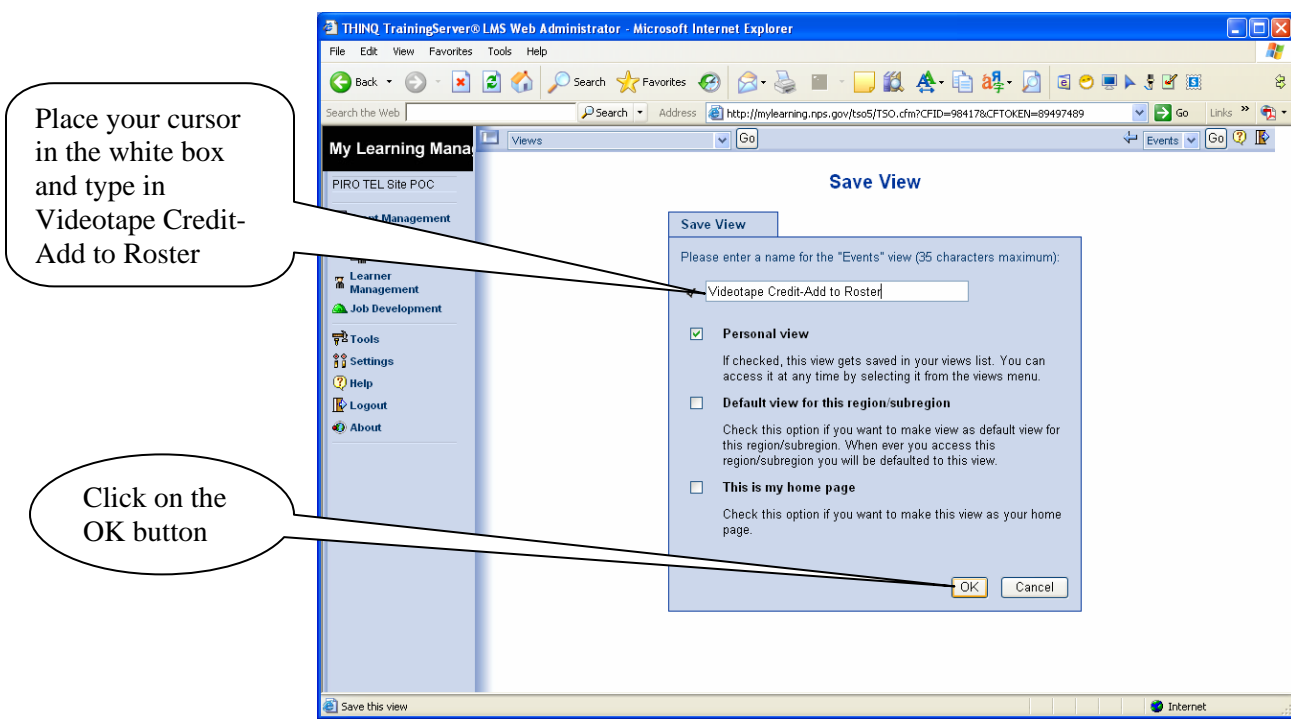 THINQ TrainingServer® LMS Web Administrator - Microsoft Internet Explorer
File Edit View Favorites Tools Help
Back Search Favorites
Search the Web Search Address http://mylearning.nps.gov/tso5/TSO.cfm?CFID=98417&CFTOKEN=89497489 Go Links »
My Learning Mana
Views Go Events Go
PIRO TEL Site POC
Management
Learner
Management
Job Development
Tools
Settings
Help
Logout
About
Place your cursor
in the white box
and type in
Videotape Credit-
Add to Roster
Click on the
OK button
Save View
Save View
Please enter a name for the "Events" view (35 characters maximum):
Videotape Credit-Add to Roster
Personal view
If checked, this view gets saved in your views list. You can
access it at any time by selecting it from the views menu.
Default view for this region/subregion
Check this option if you want to make view as default view for
this region/subregion. When ever you access this
region/subregion you will be defaulted to this view.
This is my home page
Check this option if you want to make this view as your home
page.
OK Cancel
Save this view
Internet